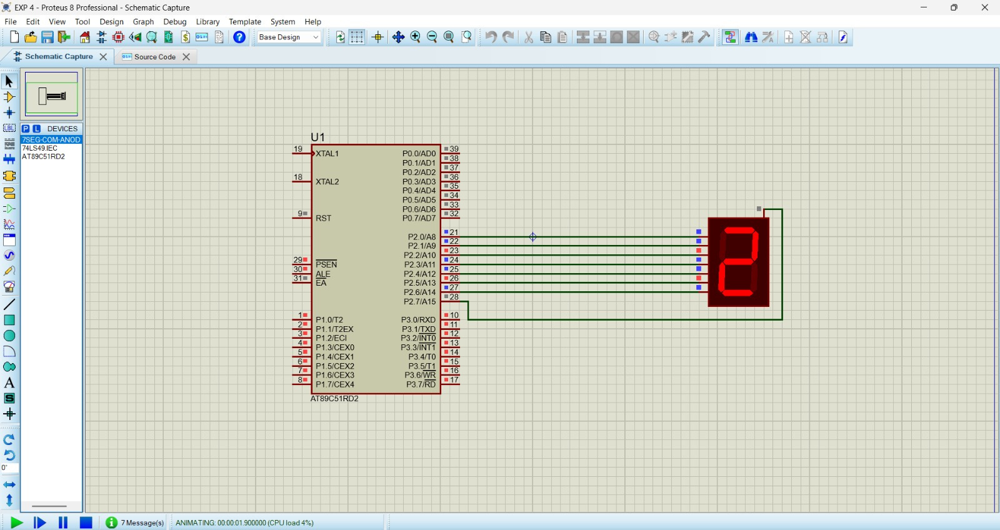 EXP 4 - Proteus 8 Professional - Schematic Capture
File Edit View Tool Design Graph Debug Library Template System Help
Base Design
Schematic Capture
Source Code
P L DEVICES
7SEG-COM-ANOD
74LS49.IEC
AT89C51RD2
LBL
A
S
0°
U1
19 XTAL1 P0.0/AD0 39
P0.1/AD1 38
P0.2/AD2 37
18 XTAL2 P0.3/AD3 36
P0.4/AD4 35
P0.5/AD5 34
P0.6/AD6 33
9 RST P0.7/AD7 32
P2.0/A8 21
P2.1/A9 22
P2.2/A10 23
29 PSEN P2.3/A11 24
30 ALE P2.4/A12 25
31 EA P2.5/A13 26
P2.6/A14 27
P2.7/A15 28
1 P1.0/T2 P3.0/RXD 10
2 P1.1/T2EX P3.1/TXD 11
3 P1.2/ECI P3.2/INT0 12
4 P1.3/CEX0 P3.3/INT1 13
5 P1.4/CEX1 P3.4/T0 14
6 P1.5/CEX2 P3.5/T1 15
7 P1.6/CEX3 P3.6/WR 16
8 P1.7/CEX4 P3.7/RD 17
AT89C51RD2
2
7 Message(s)
ANIMATING: 00:00:01.900000 (CPU load 4%)